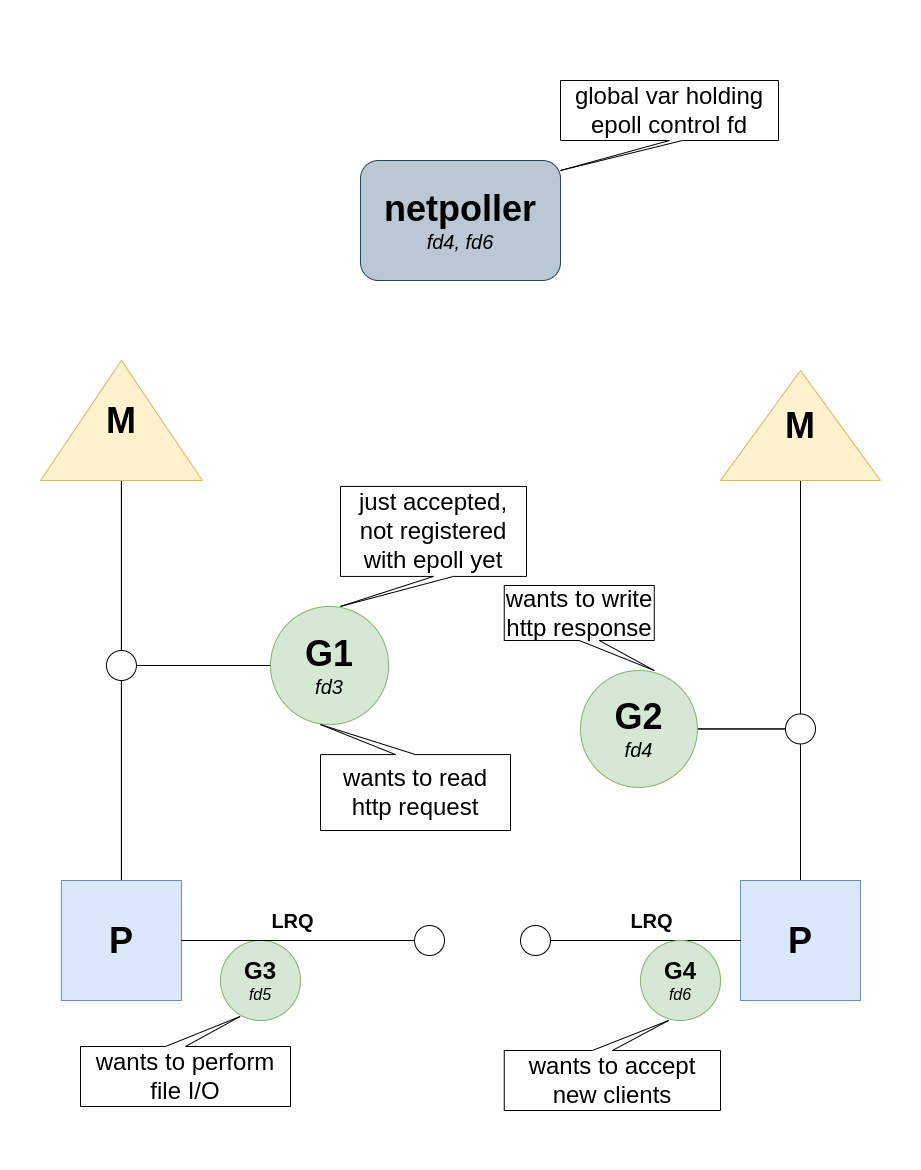 global var holding
epoll control fd
netpoller
fd4, fd6
M
M
just accepted,
not registered
with epoll yet
wants to write
http response
G1
fd3
G2
fd4
wants to read
http request
P
LRQ
LRQ
P
G3
fd5
G4
fd6
wants to perform
file I/O
wants to accept
new clients